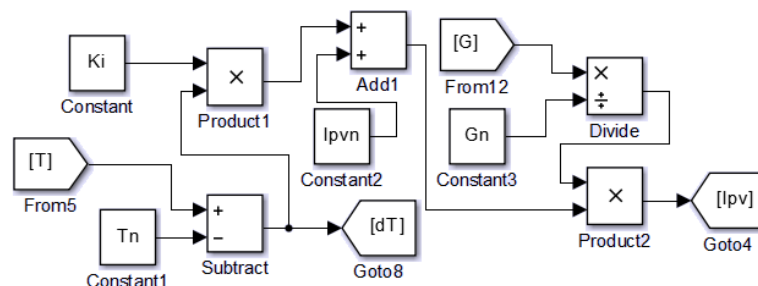 Ki
Constant
×
Product1
+
+
Add1
Ipvn
Constant2
[G]
From12
Gn
Constant3
×
÷
Divide
[T]
From5
Tn
Constant1
+
−
Subtract
[dT]
Goto8
×
Product2
[Ipv]
Goto4